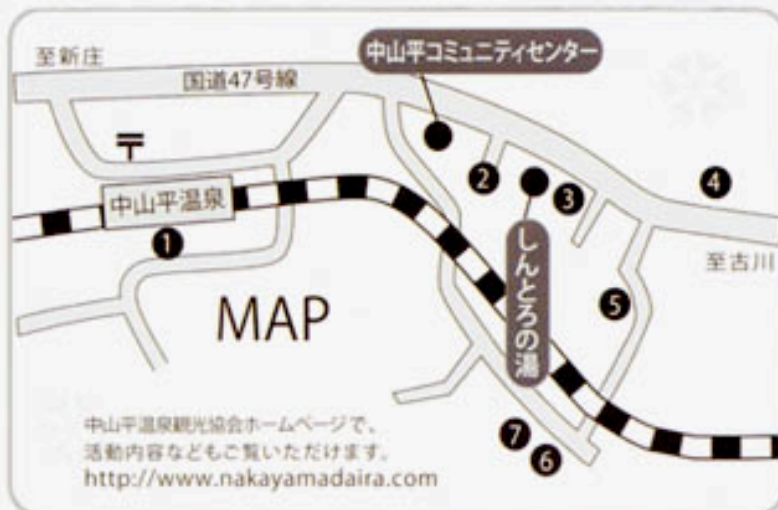 至新庄
国道47号線
中山平コミュニティセンター
〒
中山平温泉
1
2
3
4
至古川
しんとろの湯
5
MAP
7
6
中山平温泉観光協会ホームページで、
活動内容などもご覧いただけます。
http://www.nakayamadaira.com